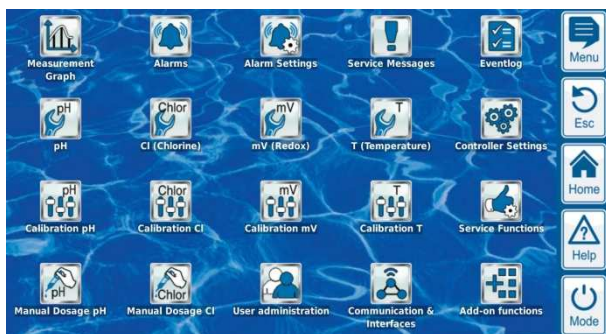 Measurement
Graph
Alarms
Alarm Settings
Service Messages
Eventlog
Menu
pH
pH
Chlor
Cl (Chlorine)
mV
mV (Redox)
T
T (Temperature)
Controller Settings
Esc
pH
Calibration pH
Chlor
Calibration Cl
mV
Calibration mV
T
Calibration T
Service Functions
Home
pH
Manual Dosage pH
Chlor
Manual Dosage Cl
User administration
Communication &
Interfaces
Add-on functions
?
Help
Mode